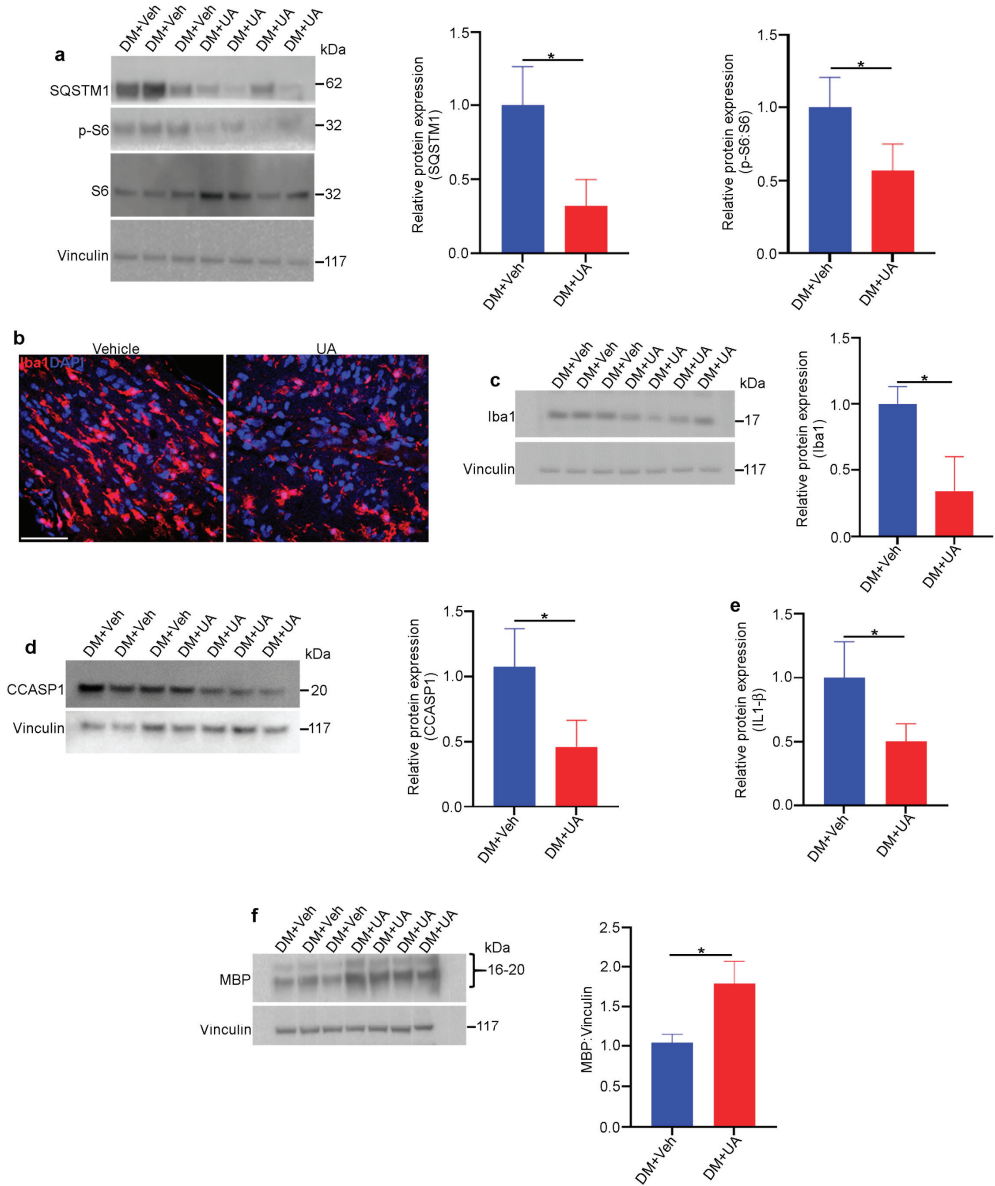 a
DM+Veh DM+Veh DM+Veh DM+UA DM+UA DM+UA DM+UA
kDa
SQSTM1
62
p-S6
32
S6
32
Vinculin
117
Relative protein expression
(SQSTM1)
1.5
1.0
0.5
0.0
*
DM+Veh DM+UA
Relative protein expression
(p-S6:S6)
1.5
1.0
0.5
0.0
*
DM+Veh DM+UA
b
Vehicle UA
Iba1DAPI
c
DM+Veh DM+Veh DM+Veh DM+UA DM+UA DM+UA DM+UA
kDa
Iba1
17
Vinculin
117
Relative protein expression
(Iba1)
1.5
1.0
0.5
0.0
*
DM+Veh DM+UA
d
DM+Veh DM+Veh DM+Veh DM+UA DM+UA DM+UA DM+UA
kDa
CCASP1
20
Vinculin
117
Relative protein expression
(CCASP1)
1.5
1.0
0.5
0.0
*
DM+Veh DM+UA
e
Relative protein expression
(IL1-β)
1.5
1.0
0.5
0.0
*
DM+Veh DM+UA
f
DM+Veh DM+Veh DM+Veh DM+UA DM+UA DM+UA DM+UA
kDa
MBP
16-20
Vinculin
117
MBP:Vinculin
2.5
2.0
1.5
1.0
0.5
0.0
*
DM+Veh DM+UA